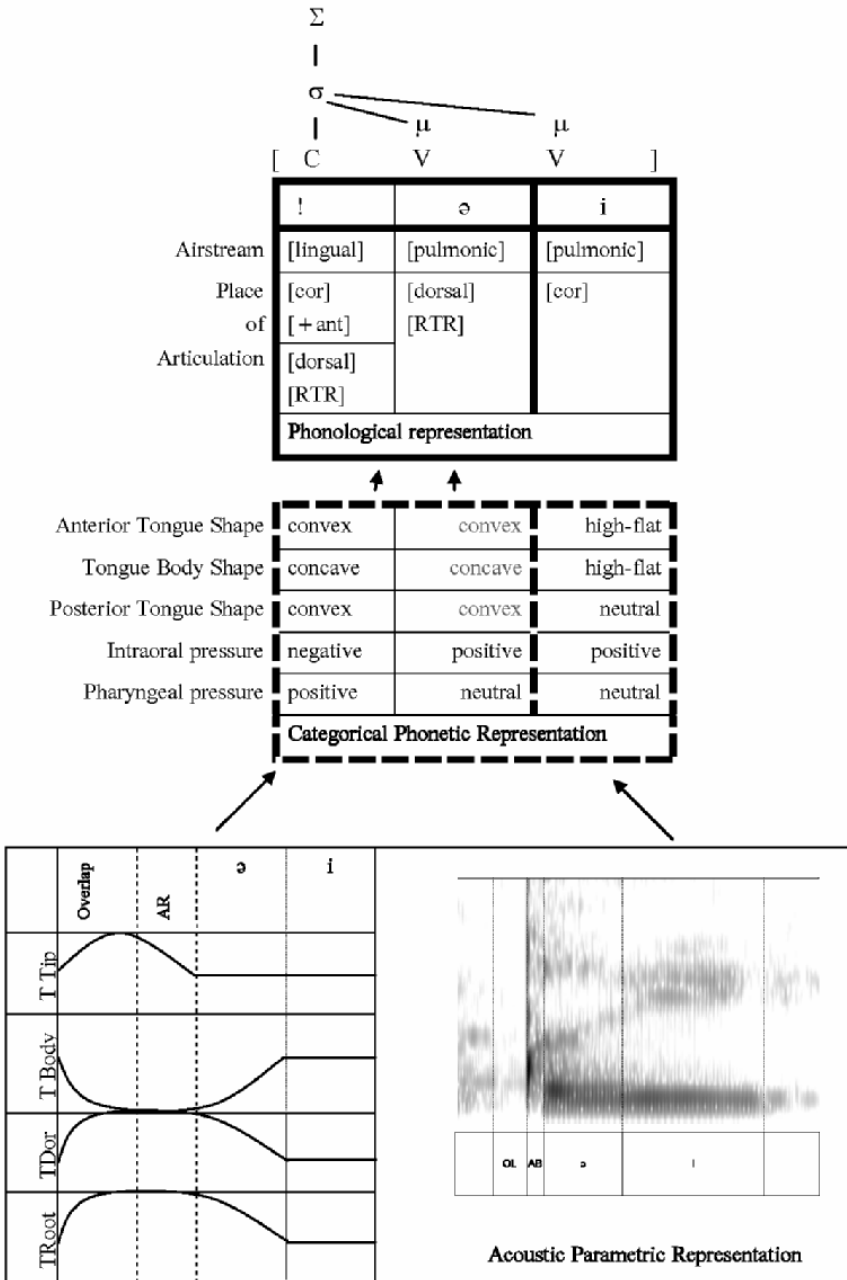 Σ
σ
μ μ
[ C V V ]
! ə i
Airstream [lingual] [pulmonic] [pulmonic]
Place [cor] [dorsal] [cor]
of [+ant] [RTR]
Articulation [dorsal]
[RTR]
Phonological representation
Anterior Tongue Shape convex convex high-flat
Tongue Body Shape concave concave high-flat
Posterior Tongue Shape convex convex neutral
Intraoral pressure negative positive positive
Pharyngeal pressure positive neutral neutral
Categorical Phonetic Representation
Overlap AR ə i
T Tip
T Body
TDor
TRoot
OL AB ə i
Acoustic Parametric Representation